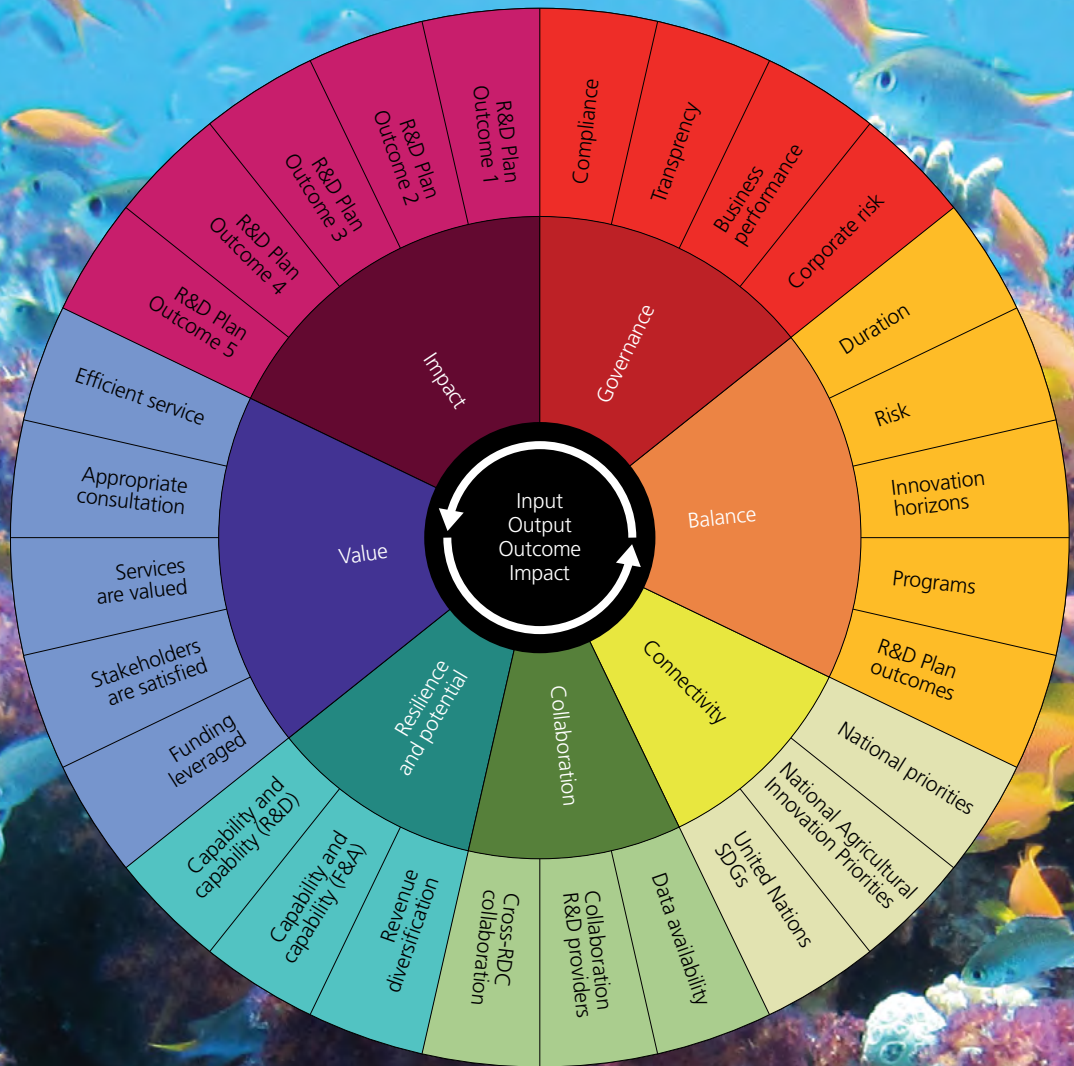 Input
Output
Outcome
Impact
Governance
Compliance
Transprency
Business
performance
Corporate risk
Balance
Duration
Risk
Innovation
horizons
Programs
R&D Plan
outcomes
Connectivity
National priorities
National Agricultural
Innovation Priorities
United Nations
SDGs
Collaboration
Data availability
Collaboration
R&D providers
Cross-RDC
collaboration
Resilience
and potential
Revenue
diversification
Capability and
capability (F&A)
Capability and
capability (R&D)
Value
Funding
leveraged
Stakeholders
are satisfied
Services
are valued
Appropriate
consultation
Efficient service
Impact
R&D Plan
Outcome 5
R&D Plan
Outcome 4
R&D Plan
Outcome 3
R&D Plan
Outcome 2
R&D Plan
Outcome 1